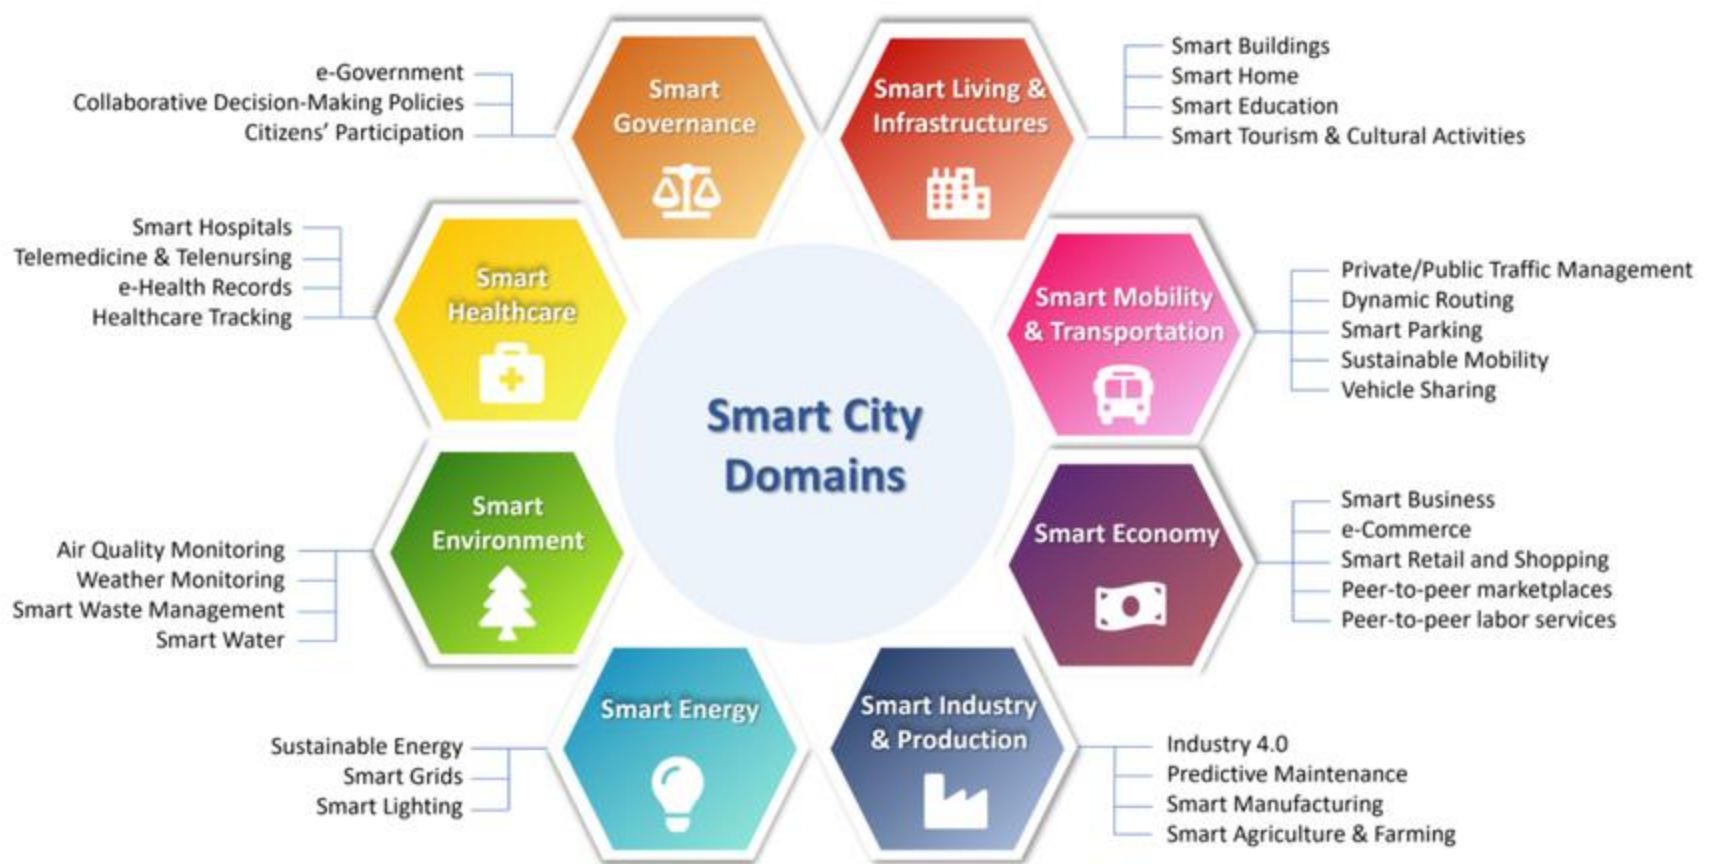 Smart
Governance
e-Government
Collaborative Decision-Making Policies
Citizens’ Participation
Smart Living &
Infrastructures
Smart Buildings
Smart Home
Smart Education
Smart Tourism & Cultural Activities
Smart
Healthcare
Smart Hospitals
Telemedicine & Telenursing
e-Health Records
Healthcare Tracking
Smart Mobility
& Transportation
Private/Public Traffic Management
Dynamic Routing
Smart Parking
Sustainable Mobility
Vehicle Sharing
Smart City
Domains
Smart
Environment
Air Quality Monitoring
Weather Monitoring
Smart Waste Management
Smart Water
Smart Economy
Smart Business
e-Commerce
Smart Retail and Shopping
Peer-to-peer marketplaces
Peer-to-peer labor services
Smart Energy
Sustainable Energy
Smart Grids
Smart Lighting
Smart Industry
& Production
Industry 4.0
Predictive Maintenance
Smart Manufacturing
Smart Agriculture & Farming